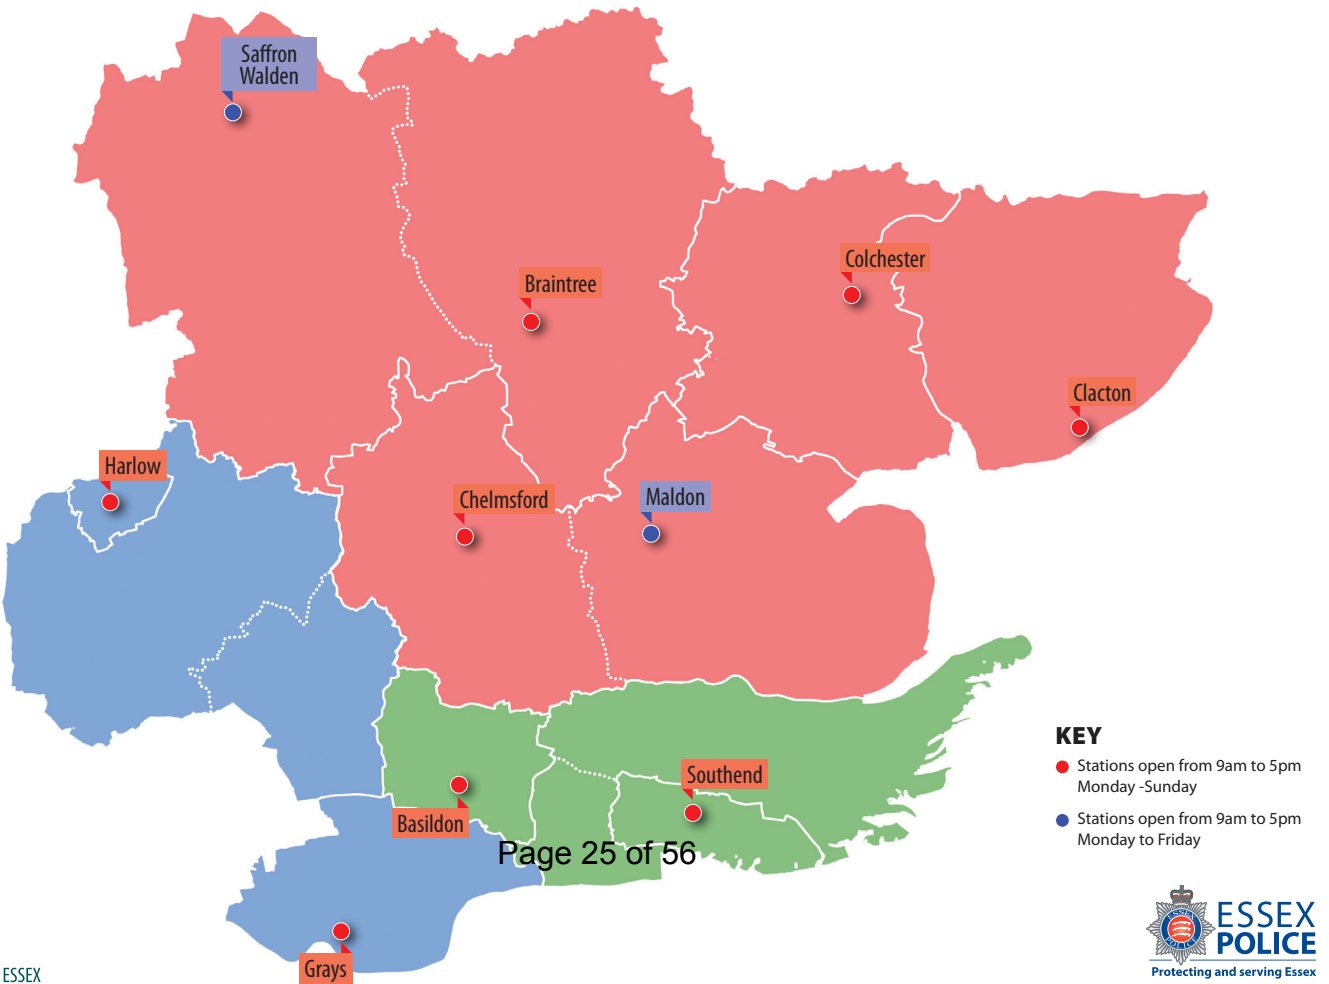 Saffron
Walden
Colchester
Braintree
Clacton
Harlow
Chelmsford
Maldon
KEY
Stations open from 9am to 5pm
Monday -Sunday
Southend
Stations open from 9am to 5pm
Monday to Friday
Basildon
Page 25 of 56
Grays
ESSEX
ESSEX
POLICE
Protecting and serving Essex